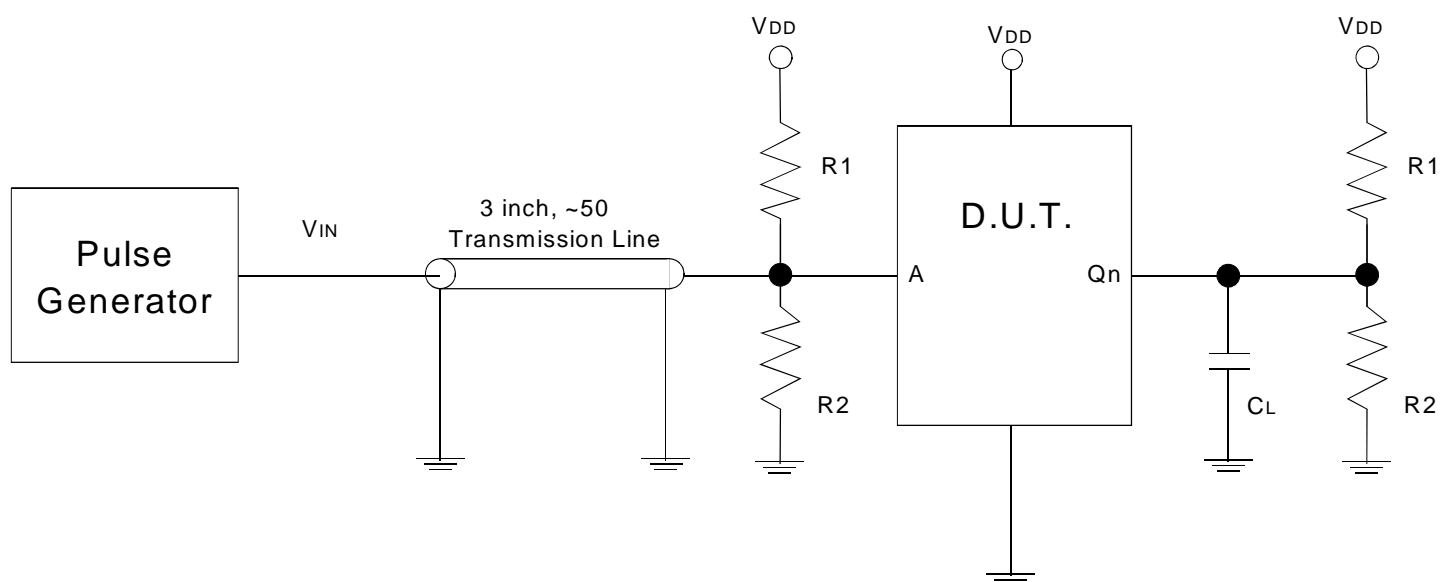 VDD
VDD
VDD
R1
R1
D.U.T.
3 inch, ~50
Transmission Line
VIN
Pulse
Generator
A
Qn
R2
CL
R2